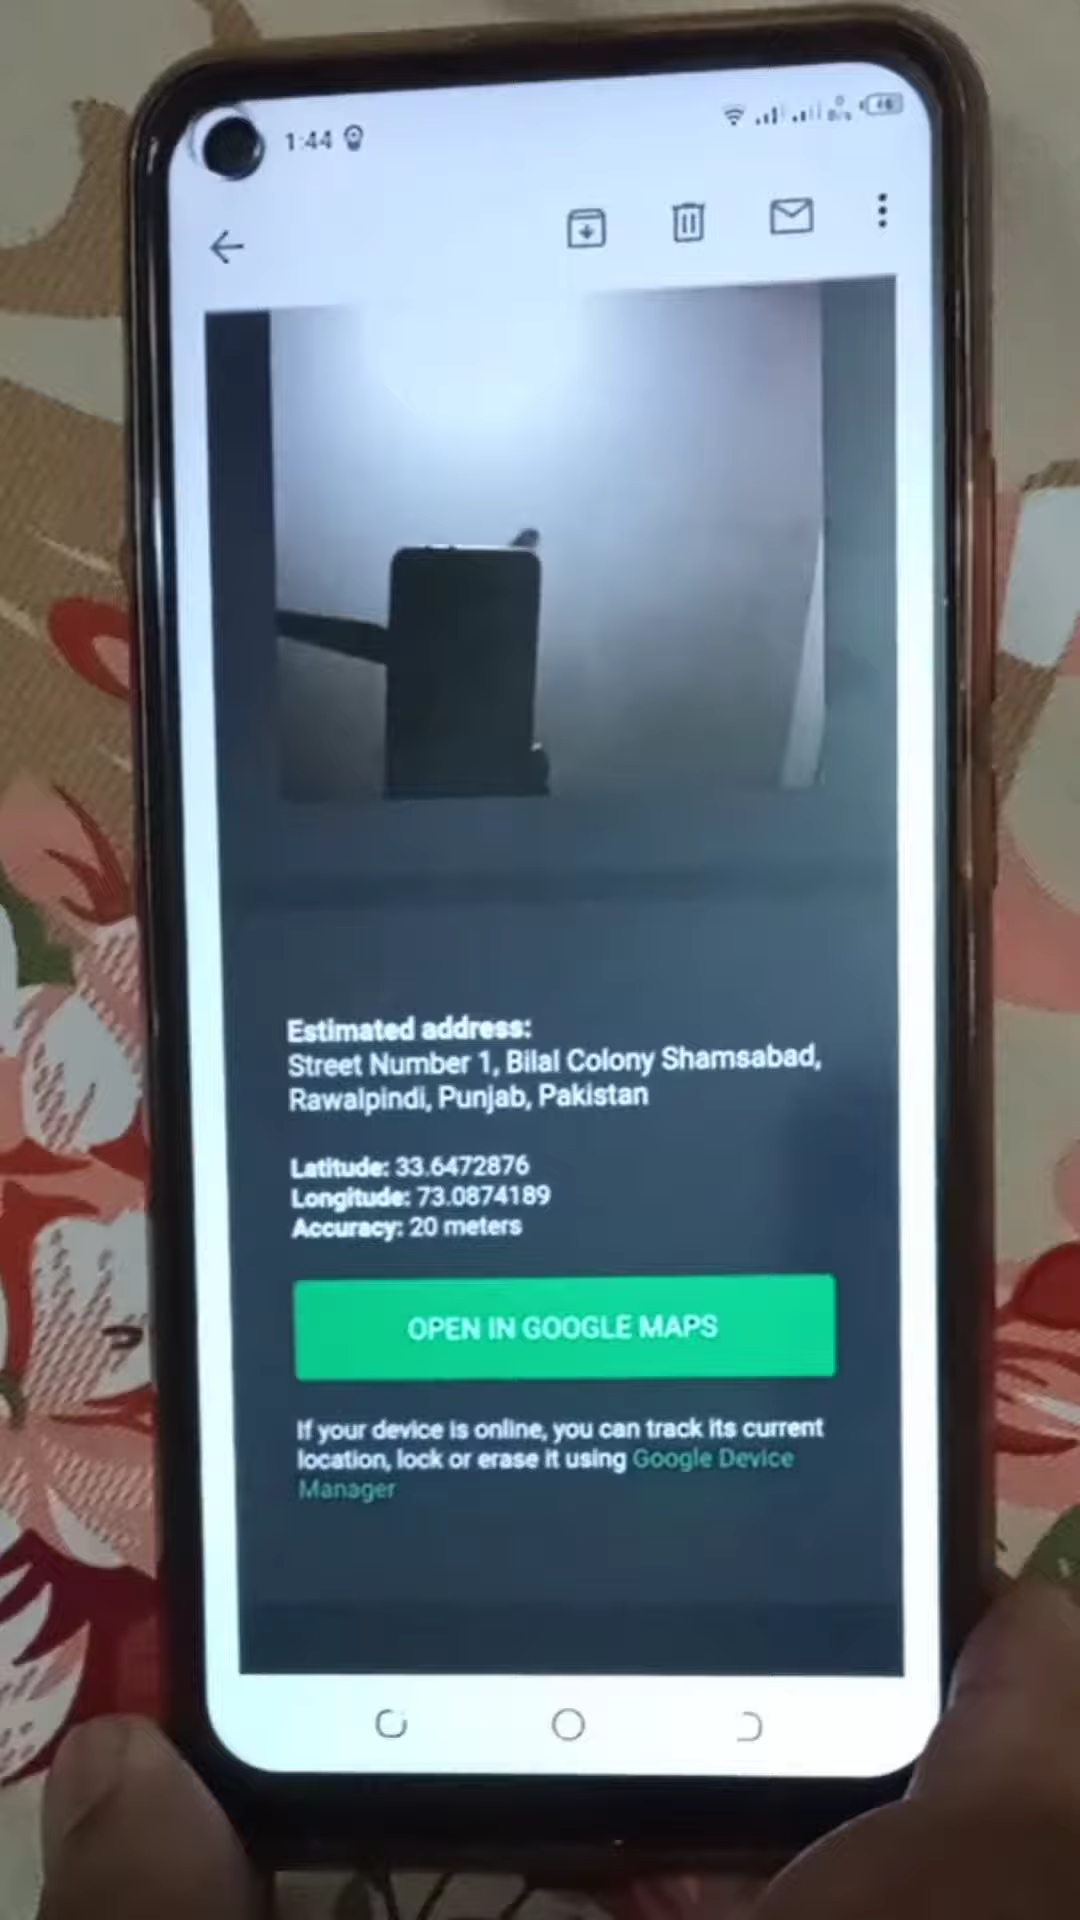 1:44
Estimated address:
Street Number 1, Bilal Colony Shamsabad,
Rawalpindi, Punjab, Pakistan
Latitude: 33.6472876
Longitude: 73.0874189
Accuracy: 20 meters
OPEN IN GOOGLE MAPS
If your device is online, you can track its current
location, lock or erase it using Google Device
Manager